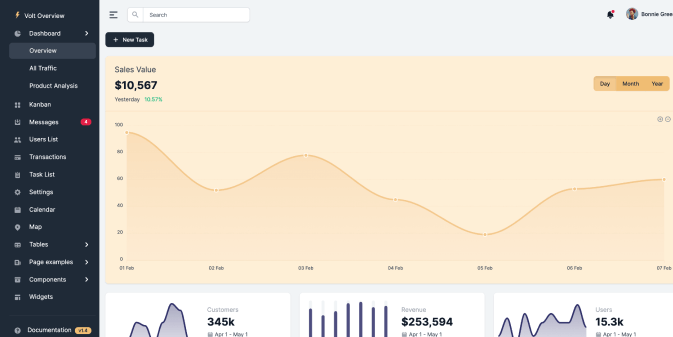 Volt Overview
Dashboard
Overview
All Traffic
Product Analysis
Kanban
Messages 4
Users List
Transactions
Task List
Settings
Calendar
Map
Tables
Page examples
Components
Widgets
Documentation v1.4
Search
Bonnie Gree
+ New Task
Sales Value
$10,567
Yesterday 10.57%
Day Month Year
100
80
60
40
20
0
01 Feb 02 Feb 03 Feb 04 Feb 05 Feb 06 Feb 07 Feb
Customers
345k
Apr 1 - May 1
Revenue
$253,594
Apr 1 - May 1
Users
15.3k
Apr 1 - May 1